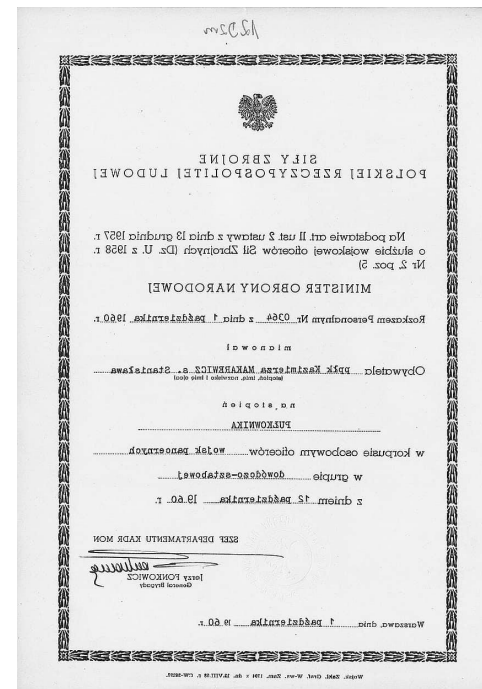 SIŁY ZBROJNE
POLSKIEJ RZECZYPOSPOLITEJ LUDOWEJ
Na podstawie art. 11 ust. 2 ustawy z dnia 13 grudnia 1957 r.
o służbie wojskowej oficerów Sił Zbrojnych (Dz. U. z 1958 r.
Nr 2, poz. 5)
MINISTER OBRONY NARODOWEJ
Rozkazem Personalnym Nr 0364 z dnia 1 października 1960 r.
mianował
Obywatela ppłk Kazimierza MAKAREWICZ s. Stanisława
(stopień, imię, nazwisko i imię ojca)
na stopień
PUŁKOWNIKA
w korpusie osobowym oficerów wojsk pancernych
w grupie dowódczo-sztabowej
z dniem 12 października 1960 r.
SZEF DEPARTAMENTU KADR MON
Jerzy FONKOWICZ
Generał Brygady
Warszawa, dnia 1 października 1960 r.